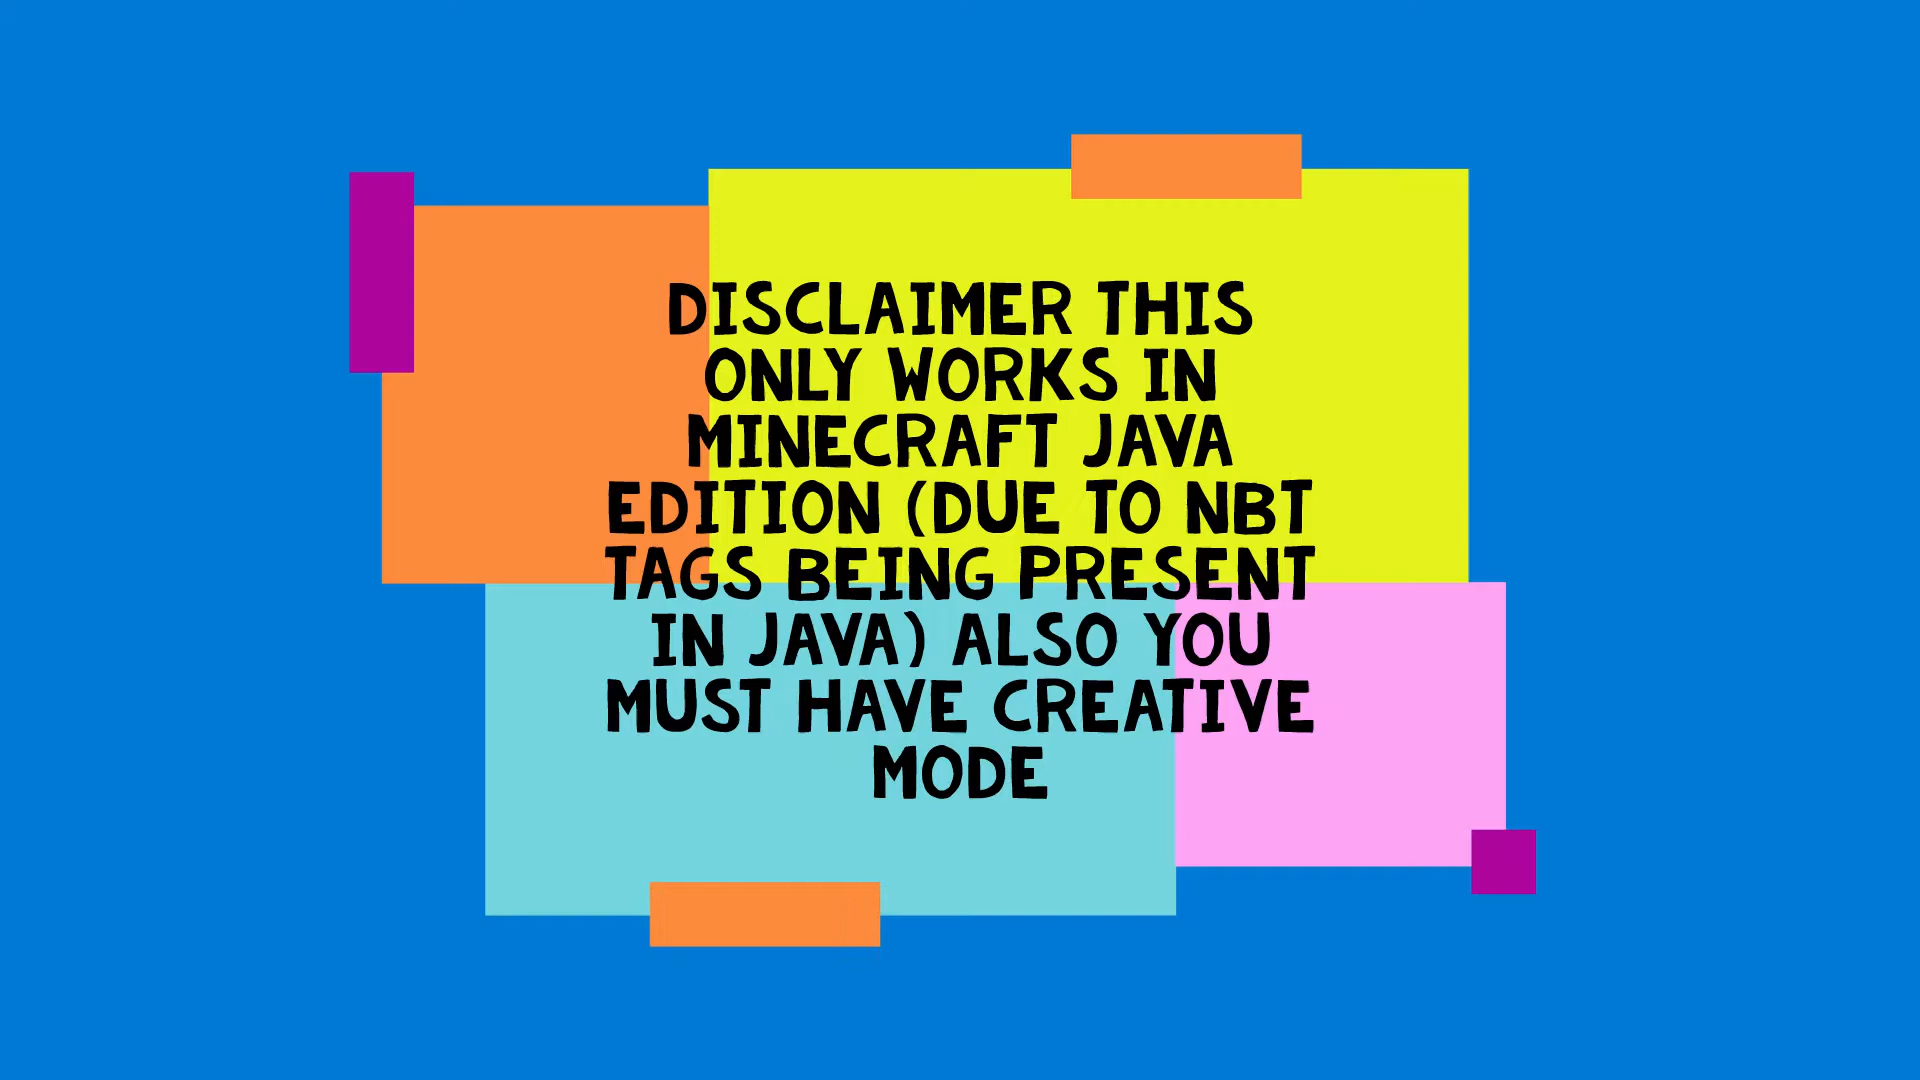 DISCLAIMER THIS
ONLY WORKS IN
MINECRAFT JAVA
EDITION (DUE TO NBT
TAGS BEING PRESENT
IN JAVA) ALSO YOU
MUST HAVE CREATIVE
MODE